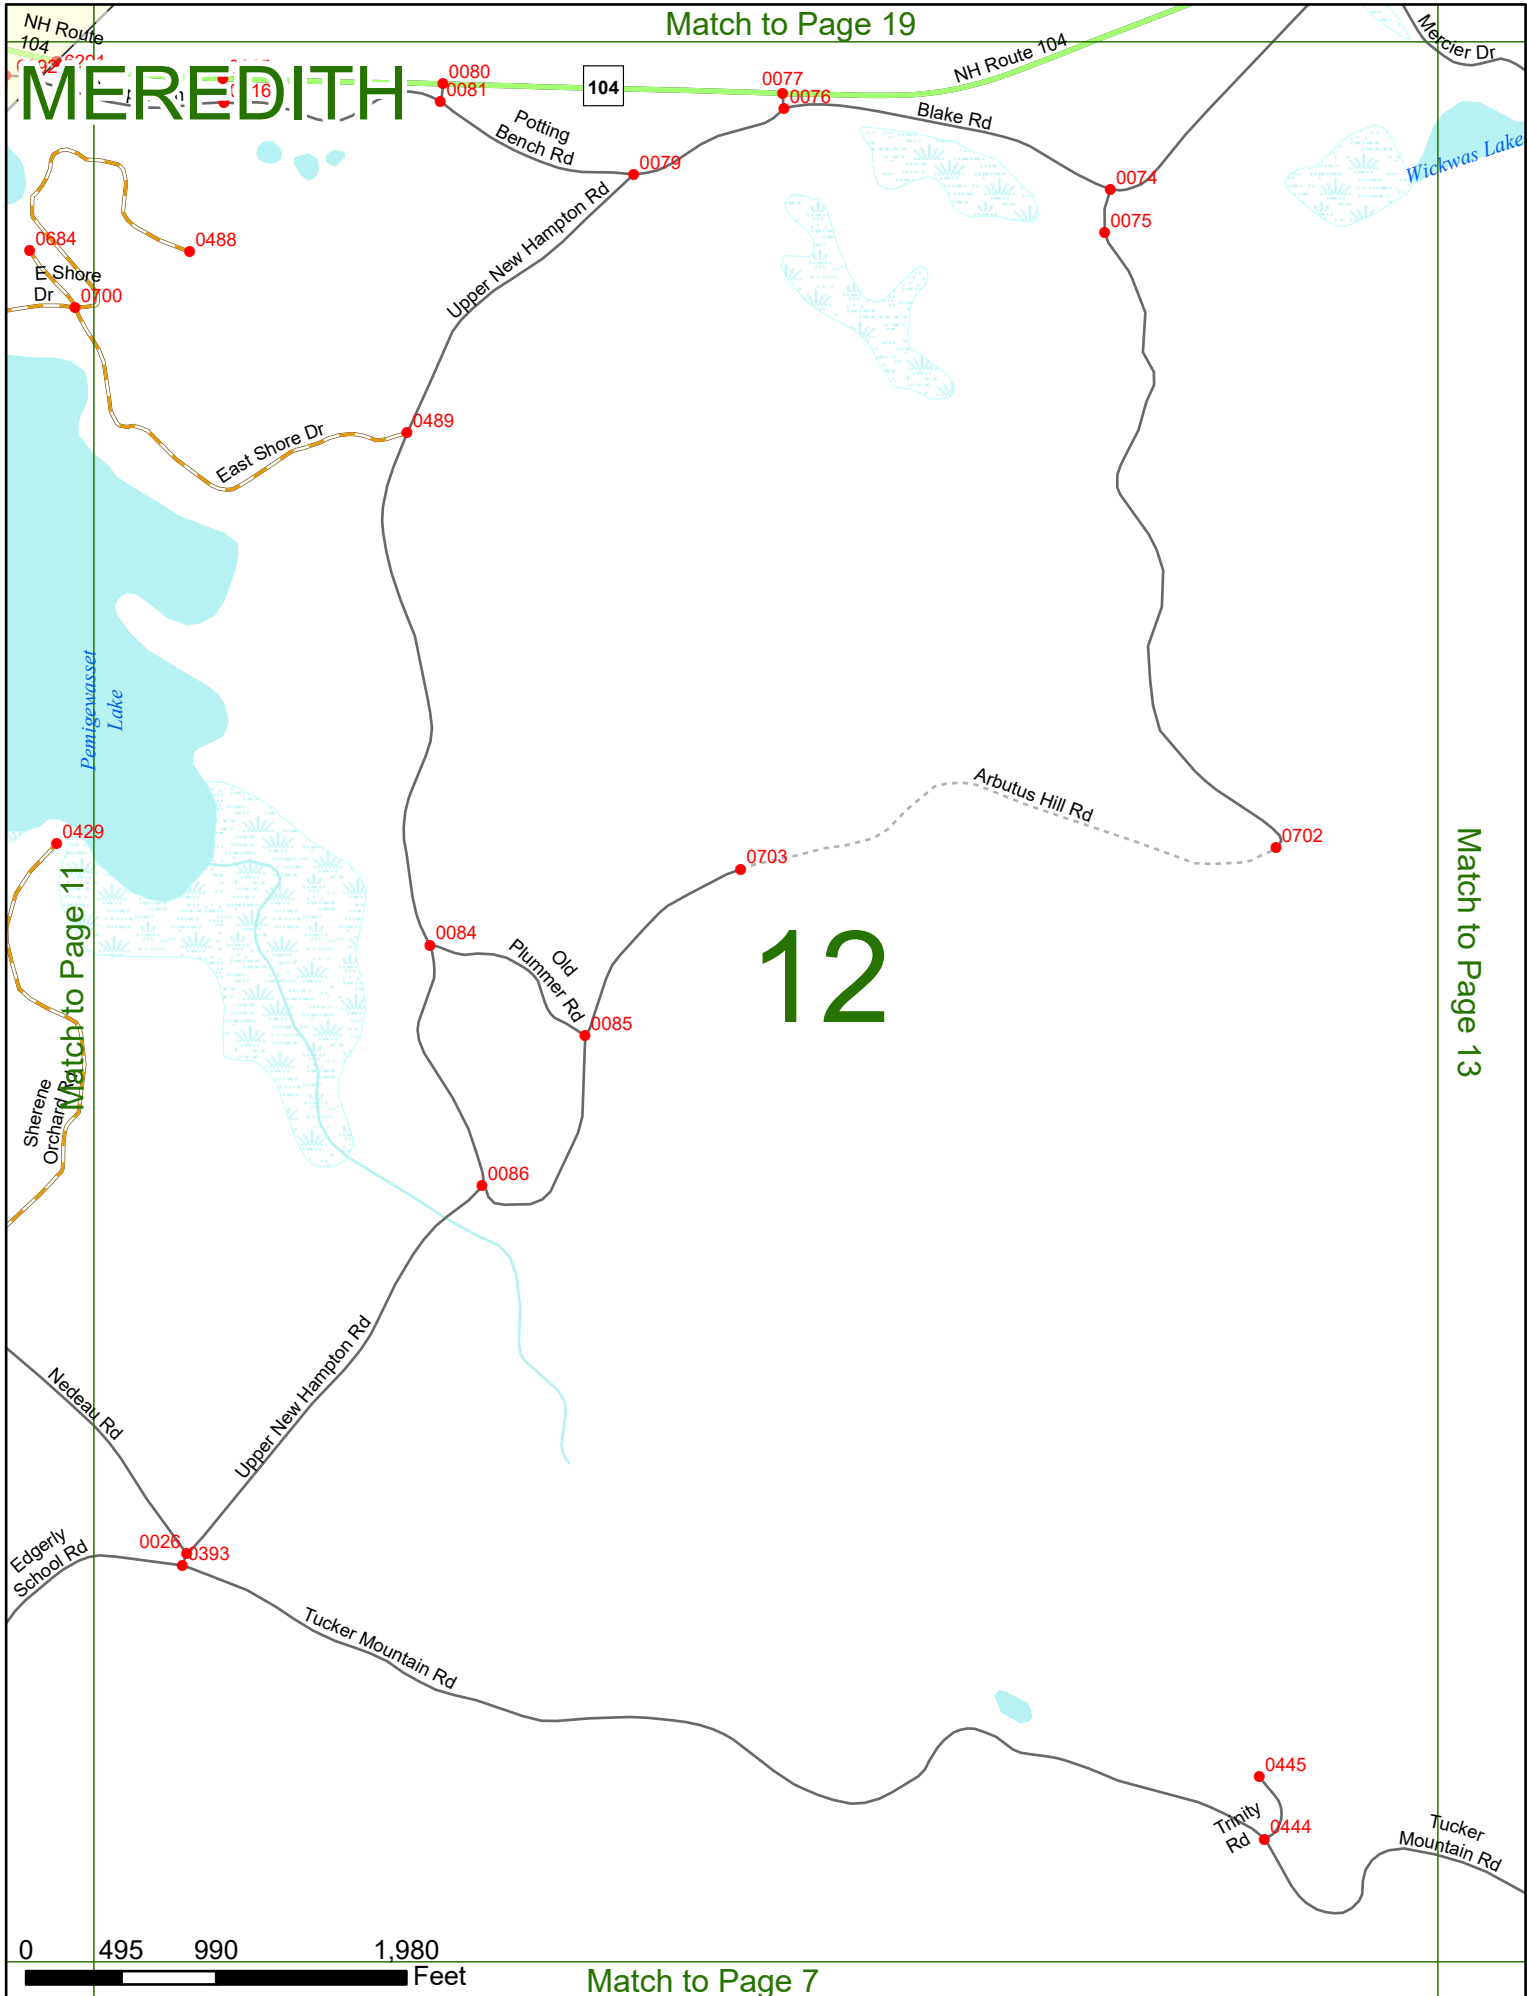 Match to Page 19
NH Route
104
MEREDITH
0080
0081
104
0077
0076
NH Route 104
Mercier Dr
Blake Rd
Potting
Bench Rd
0079
0074
0075
Wickwas Lake
Upper New Hampton Rd
0684
0488
E Shore
Dr
0700
0489
East Shore Dr
Pemigewasset
Lake
Arbutus Hill Rd
0429
0703
0702
Match to Page 11
Match to Page 13
12
0084
Old
Plummer Rd
0085
Sherene
Orchard Rd
0086
Upper New Hampton Rd
Nedeau Rd
0026
0393
Edgerly
School Rd
Tucker Mountain Rd
0445
Trinity
Rd
0444
Tucker
Mountain Rd
0 495 990 1,980
Feet
Match to Page 7